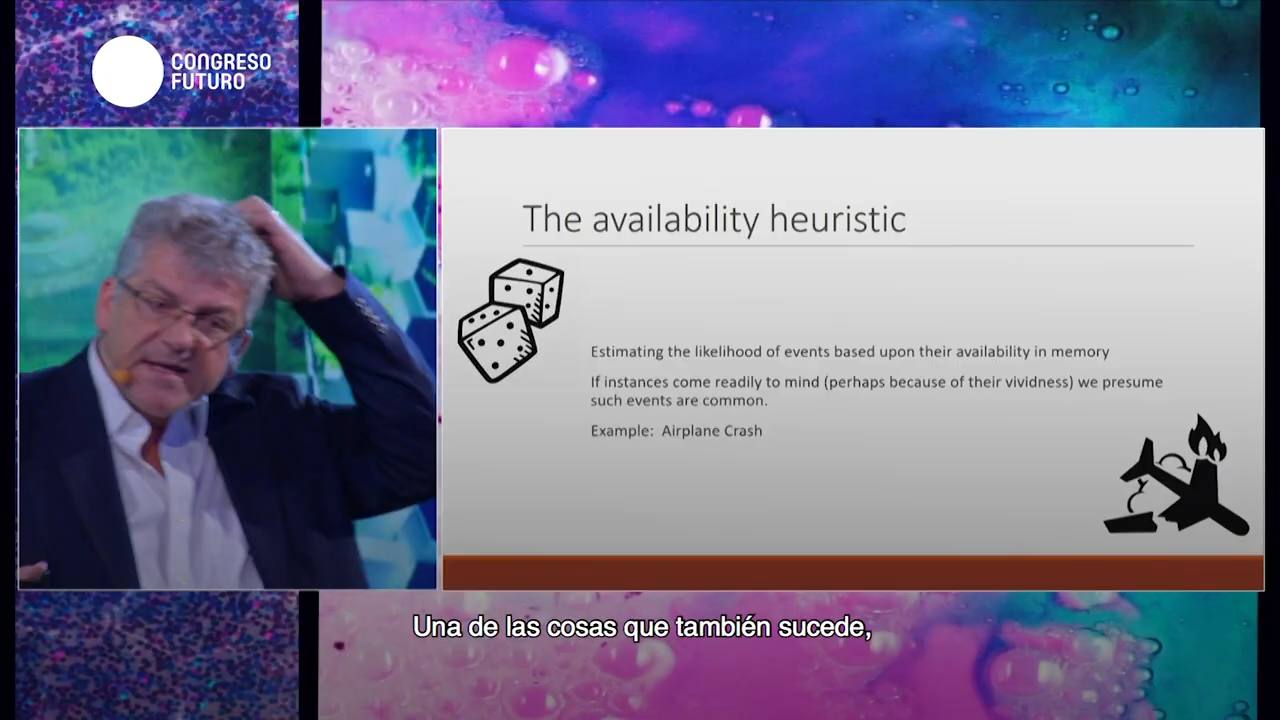 CONGRESO
FUTURO
The availability heuristic
Estimating the likelihood of events based upon their availability in memory
If instances come readily to mind (perhaps because of their vividness) we presume
such events are common.
Example: Airplane Crash
Una de las cosas que también sucede,